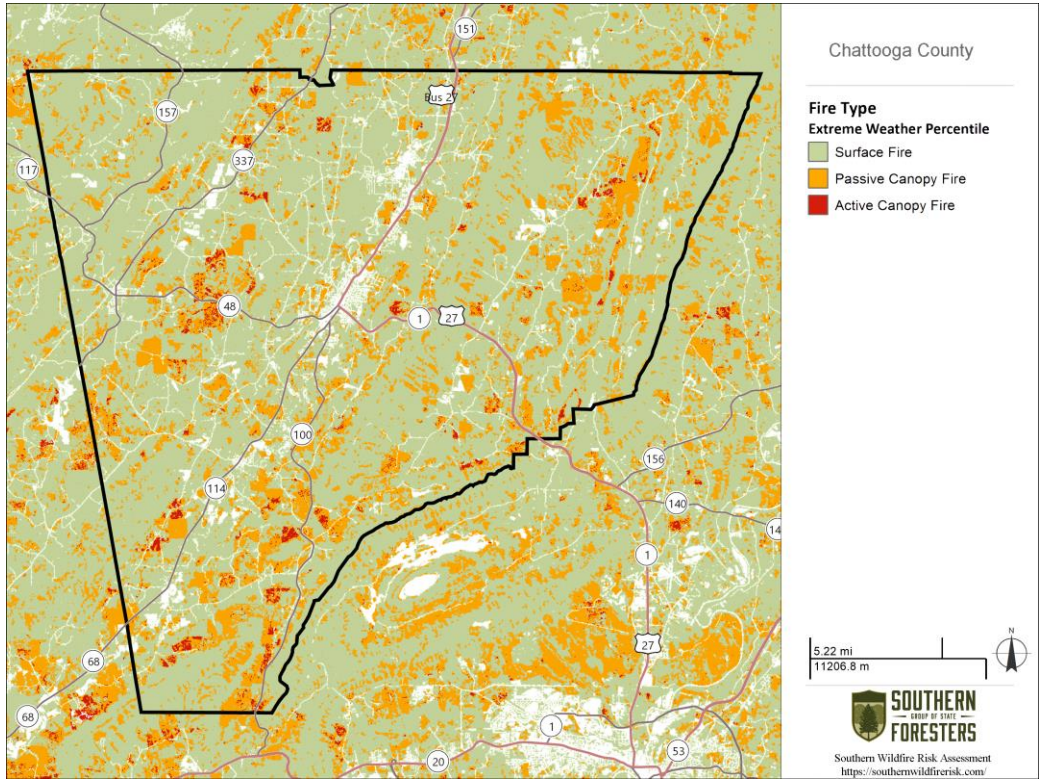 Chattooga County
Fire Type
Extreme Weather Percentile
Surface Fire
Passive Canopy Fire
Active Canopy Fire
151
Bus 27
157
337
117
48
1
27
100
114
156
140
14
1
27
68
68
1
20
53
5.22 mi
11206.8 m
N
SOUTHERN
GROUP OF STATE
FORESTERS
Southern Wildfire Risk Assessment
https://southernwildfirerisk.com/